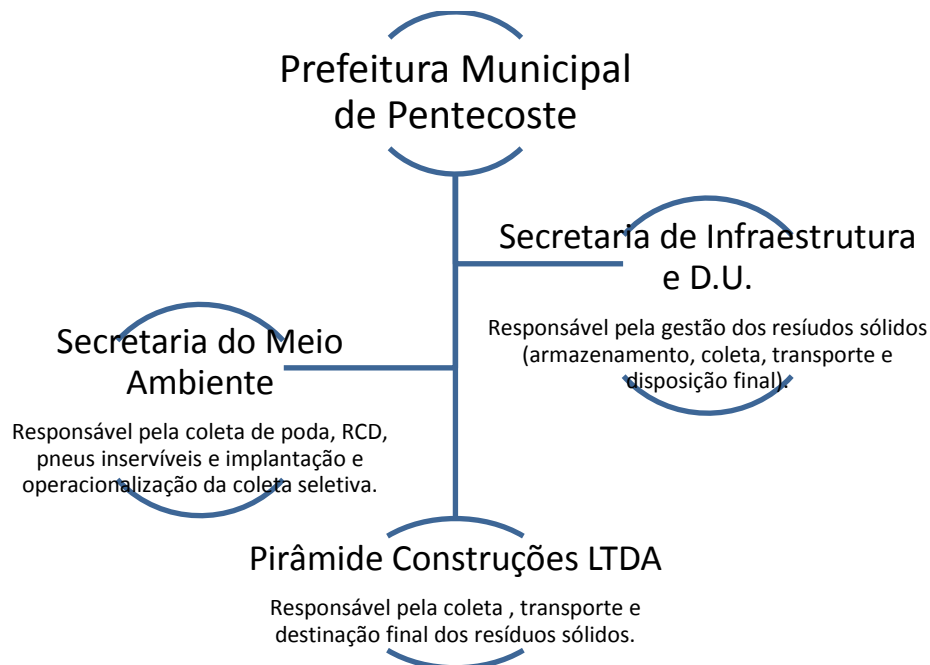 Prefeitura Municipal
de Pentecoste
Secretaria de Infraestrutura
e D.U.
Responsável pela gestão dos resíudos sólidos
(armazenamento, coleta, transporte e
disposição final).
Secretaria do Meio
Ambiente
Responsável pela coleta de poda, RCD,
pneus inservíveis e implantação e
operacionalização da coleta seletiva.
Pirâmide Construções LTDA
Responsável pela coleta , transporte e
destinação final dos resíduos sólidos.